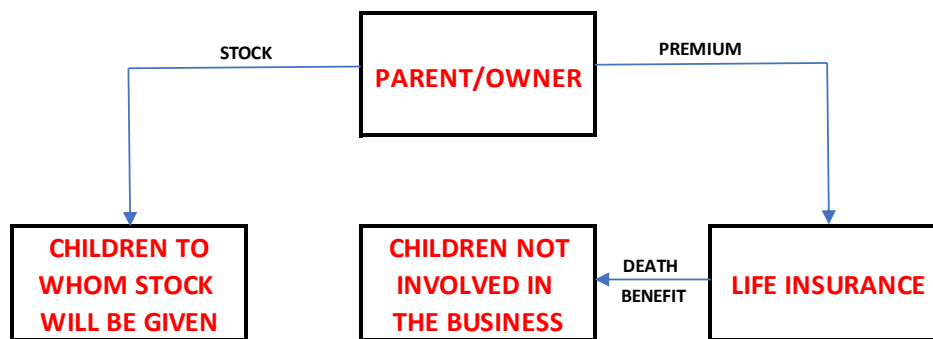 STOCK
PARENT/OWNER
PREMIUM
CHILDREN TO
WHOM STOCK
WILL BE GIVEN
CHILDREN NOT
INVOLVED IN
THE BUSINESS
DEATH
BENEFIT
LIFE INSURANCE